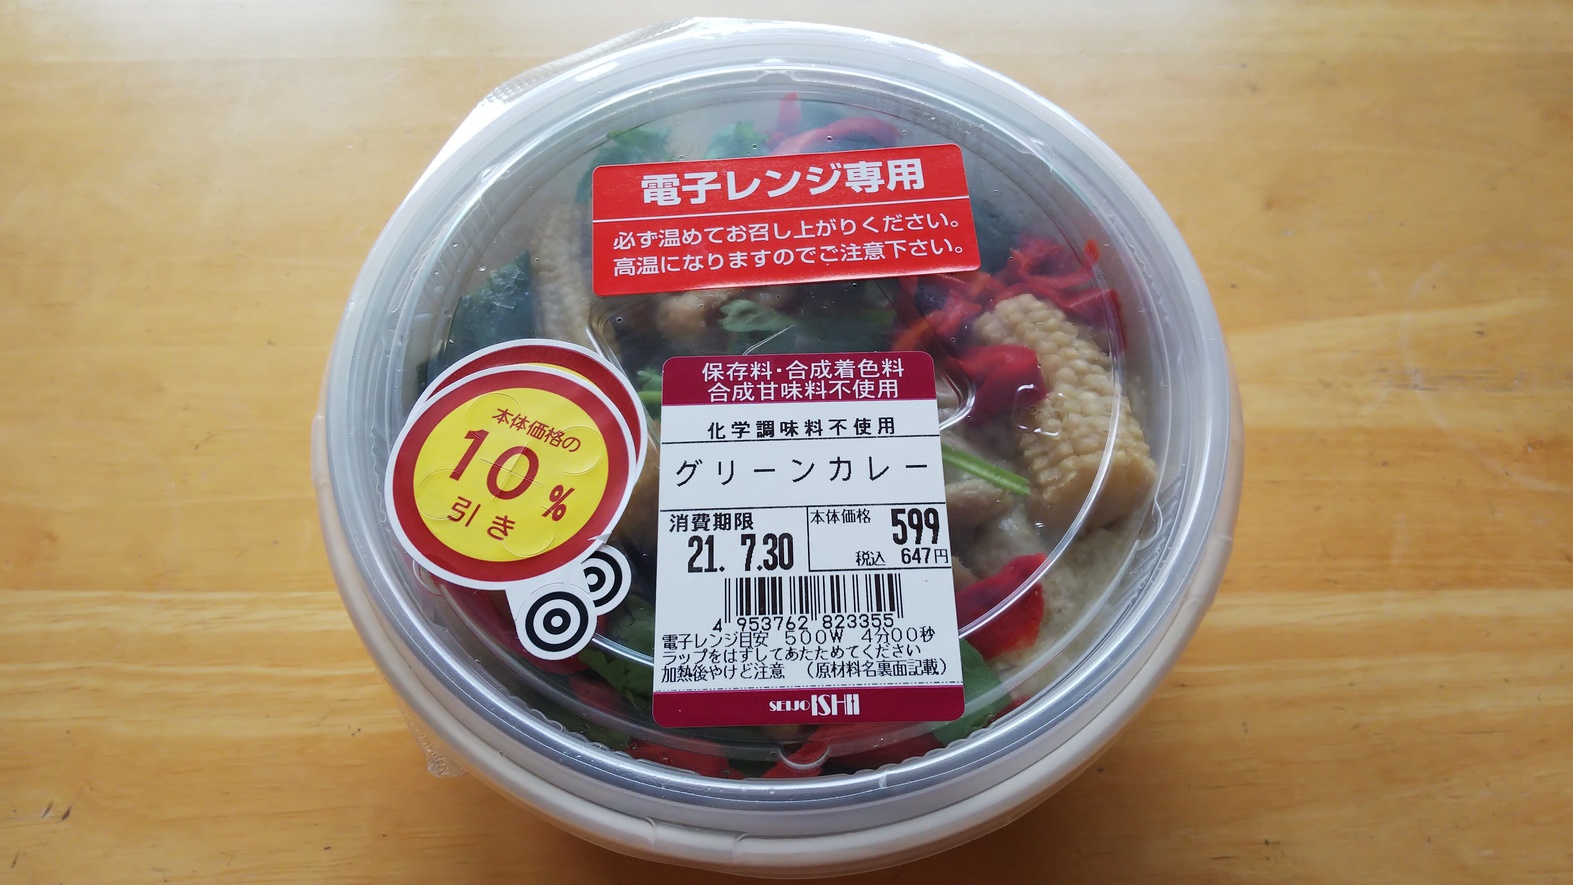 電子レンジ専用
必ず温めてお召し上がりください。
高温になりますのでご注意下さい。
保存料・合成着色料
合成甘味料不使用
化学調味料不使用
グリーンカレー
消費期限
21. 7.30
本体価格 599
税込 647円
4 953762 823355
電子レンジ目安 500W 4分00秒
ラップをはずしてあたためてください
加熱後やけど注意 (原材料名裏面記載)
SEIJO ISHII
本体価格の
10%
引き